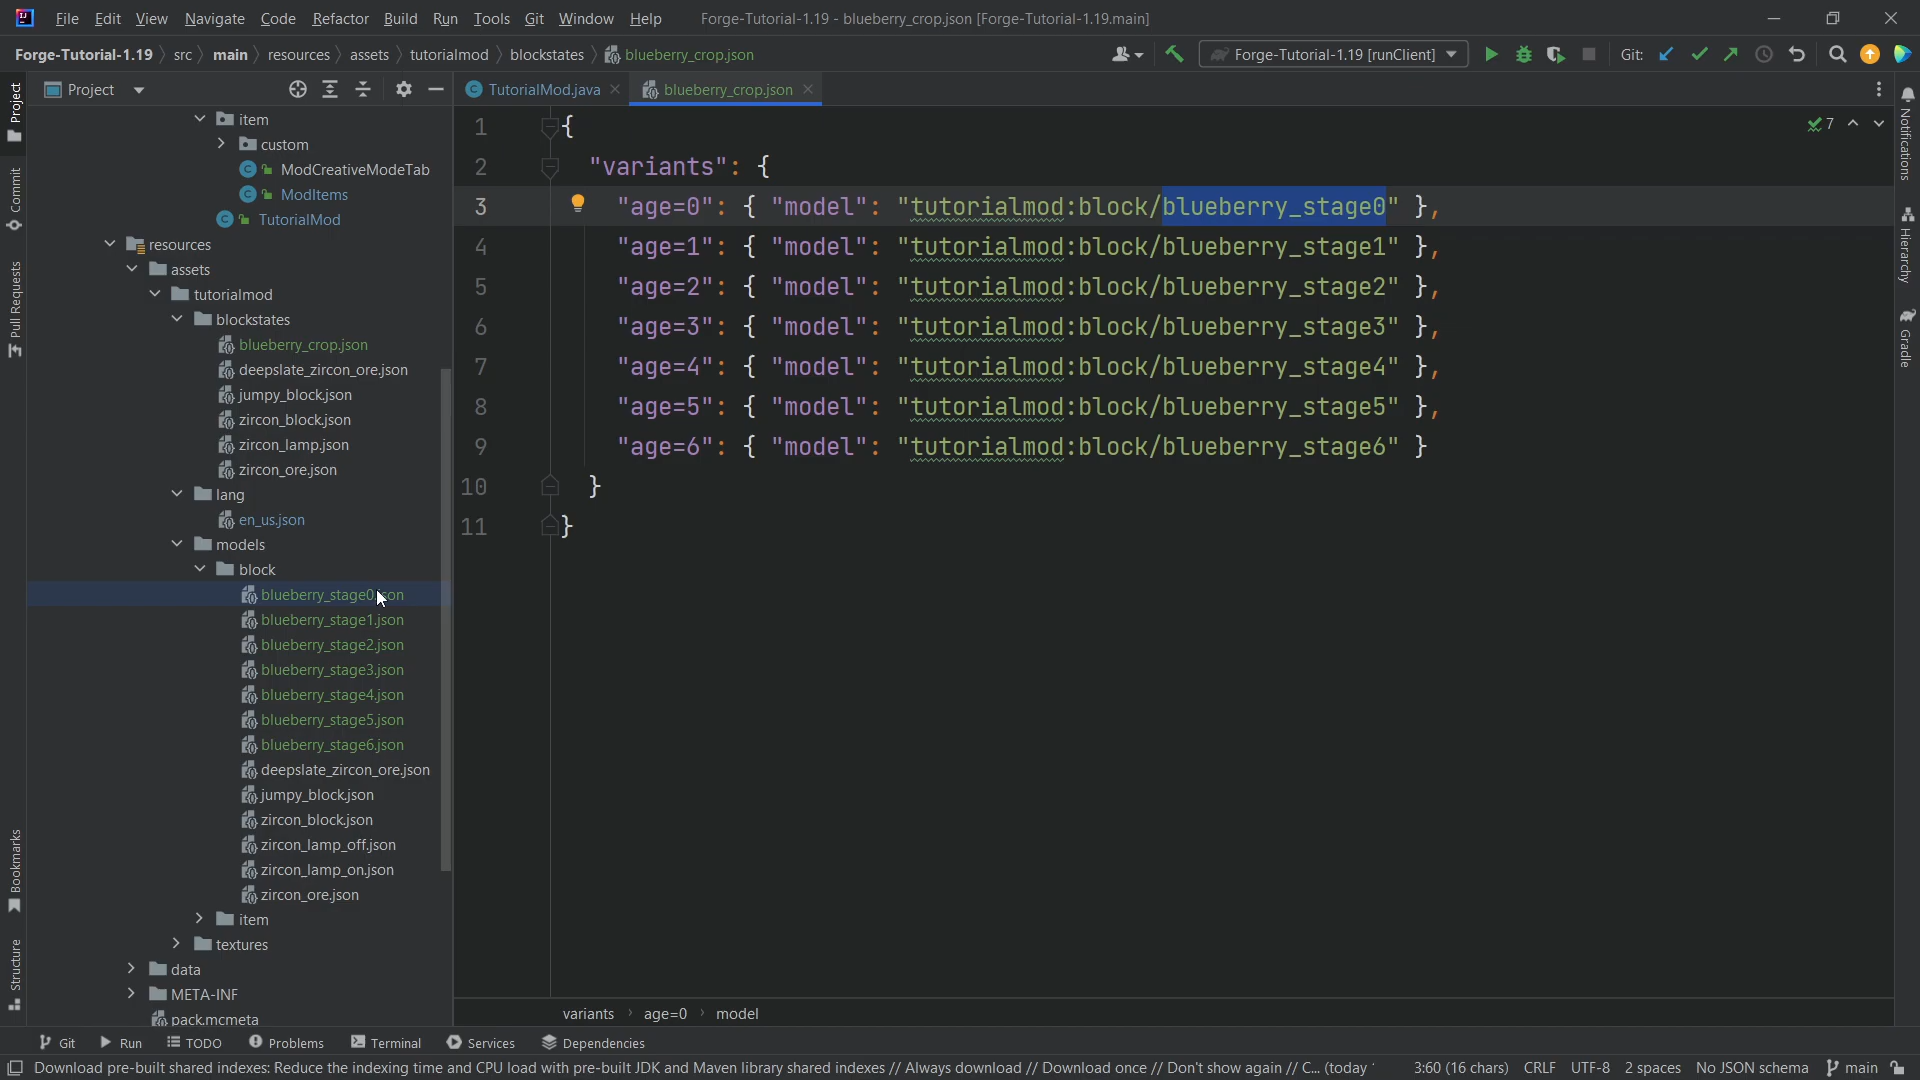 File Edit View Navigate Code Refactor Build Run Tools Git Window Help Forge-Tutorial-1.19 - blueberry_crop.json [Forge-Tutorial-1.19.main]
Forge-Tutorial-1.19 src main resources assets tutorialmod blockstates blueberry_crop.json Forge-Tutorial-1.19 [runClient] Git:
Project
TutorialMod.java blueberry_crop.json
Project
Commit
Pull Requests
Bookmarks
Structure
item
custom
ModCreativeModeTab
ModItems
TutorialMod
resources
assets
tutorialmod
blockstates
blueberry_crop.json
deepslate_zircon_ore.json
jumpy_block.json
zircon_block.json
zircon_lamp.json
zircon_ore.json
lang
en_us.json
models
block
blueberry_stage0.json
blueberry_stage1.json
blueberry_stage2.json
blueberry_stage3.json
blueberry_stage4.json
blueberry_stage5.json
blueberry_stage6.json
deepslate_zircon_ore.json
jumpy_block.json
zircon_block.json
zircon_lamp_off.json
zircon_lamp_on.json
zircon_ore.json
item
textures
data
META-INF
pack.mcmeta
1 {
2 "variants": {
3 "age=0": { "model": "tutorialmod:block/blueberry_stage0" },
4 "age=1": { "model": "tutorialmod:block/blueberry_stage1" },
5 "age=2": { "model": "tutorialmod:block/blueberry_stage2" },
6 "age=3": { "model": "tutorialmod:block/blueberry_stage3" },
7 "age=4": { "model": "tutorialmod:block/blueberry_stage4" },
8 "age=5": { "model": "tutorialmod:block/blueberry_stage5" },
9 "age=6": { "model": "tutorialmod:block/blueberry_stage6" }
10 }
11 }
7
Notifications
Hierarchy
Gradle
variants age=0 model
Git Run TODO Problems Terminal Services Dependencies
Download pre-built shared indexes: Reduce the indexing time and CPU load with pre-built JDK and Maven library shared indexes // Always download // Download once // Don't show again // C... (today 3:60 (16 chars) CRLF UTF-8 2 spaces No JSON schema main